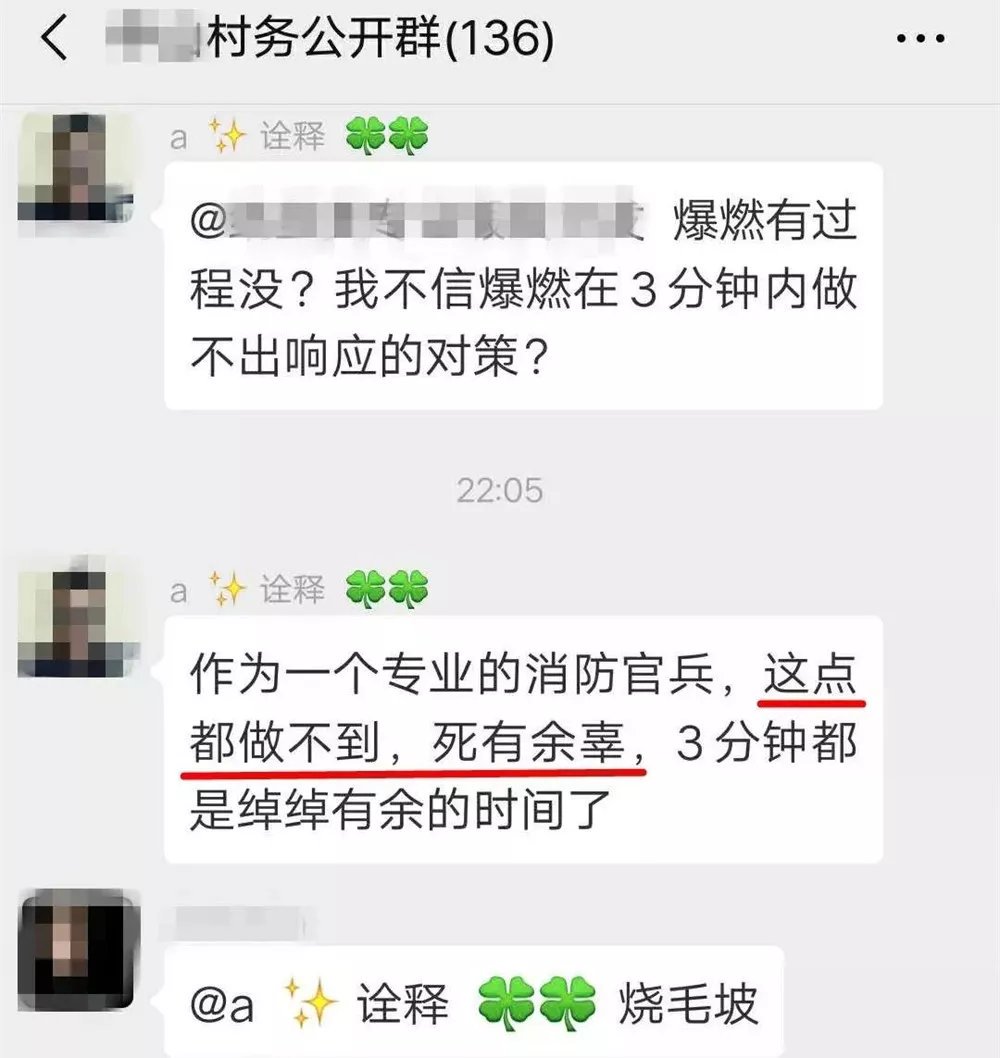 村务公开群(136)
a ✨ 诠释 🍀🍀
@ 爆燃有过
程没？我不信爆燃在3分钟内做
不出响应的对策？
22:05
a ✨ 诠释 🍀🍀
作为一个专业的消防官兵，这点
都做不到，死有余辜，3分钟都
是绰绰有余的时间了
@a ✨ 诠释 🍀🍀 烧毛坡